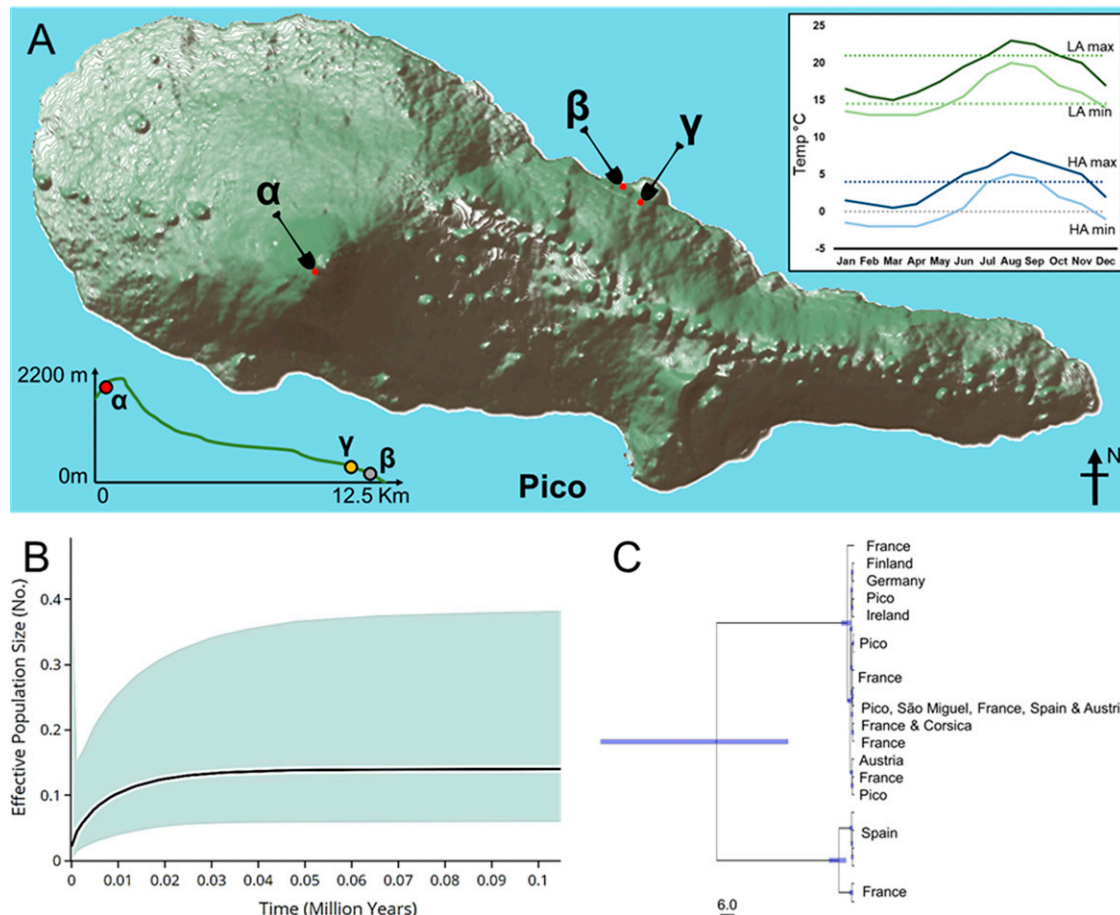 A
α
β
γ
Temp °C
25
20
15
10
5
0
-5
LA max
LA min
HA max
HA min
Jan Feb Mar Apr May Jun Jul Aug Sep Oct Nov Dec
2200 m
α
γ
β
0m
0
12.5 Km
Pico
N
B
Effective Population Size (No.)
0.4
0.3
0.2
0.1
0
0 0.01 0.02 0.03 0.04 0.05 0.06 0.07 0.08 0.09 0.1
Time (Million Years)
C
France
Finland
Germany
Pico
Ireland
Pico
France
Pico, São Miguel, France, Spain & Austri
France & Corsica
France
Austria
France
Pico
Spain
France
6.0